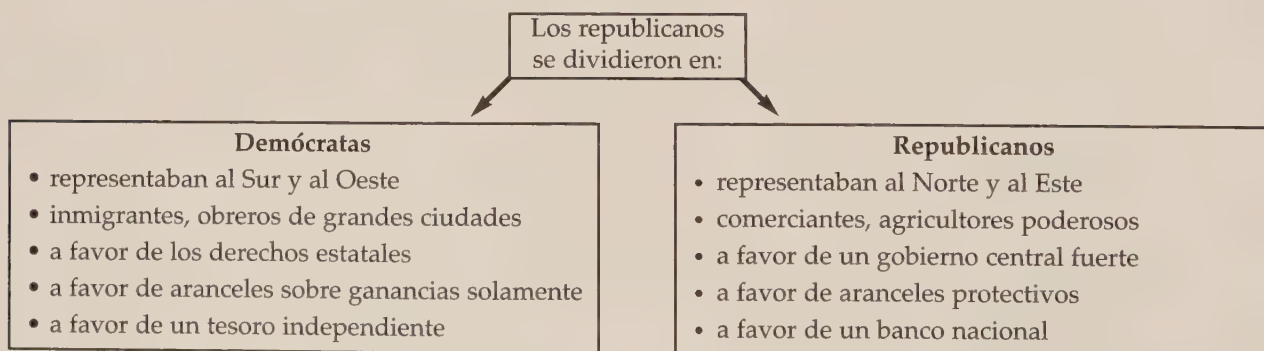 Los republicanos
se dividieron en:
Demócratas
• representaban al Sur y al Oeste
• inmigrantes, obreros de grandes ciudades
• a favor de los derechos estatales
• a favor de aranceles sobre ganancias solamente
• a favor de un tesoro independiente
Republicanos
• representaban al Norte y al Este
• comerciantes, agricultores poderosos
• a favor de un gobierno central fuerte
• a favor de aranceles protectivos
• a favor de un banco nacional